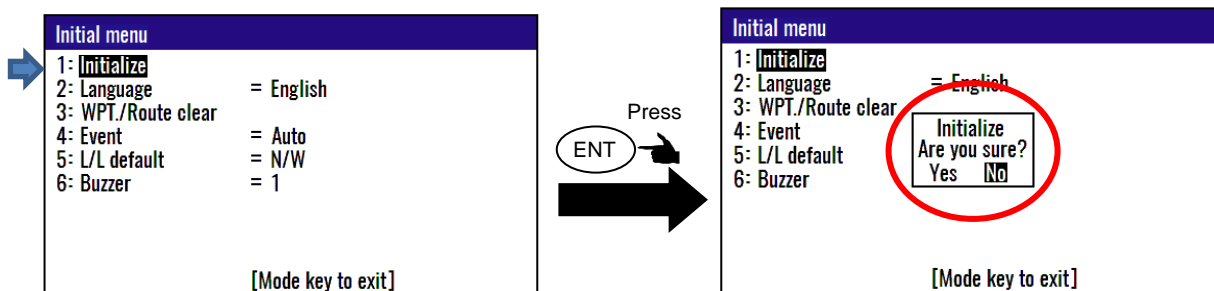 Initial menu
1: Initialize
2: Language = English
3: WPT./Route clear
4: Event = Auto
5: L/L default = N/W
6: Buzzer = 1
[Mode key to exit]
Press
ENT
Initial menu
1: Initialize
2: Language = English
3: WPT./Route clear
4: Event
5: L/L default
6: Buzzer
Initialize
Are you sure?
Yes No
[Mode key to exit]